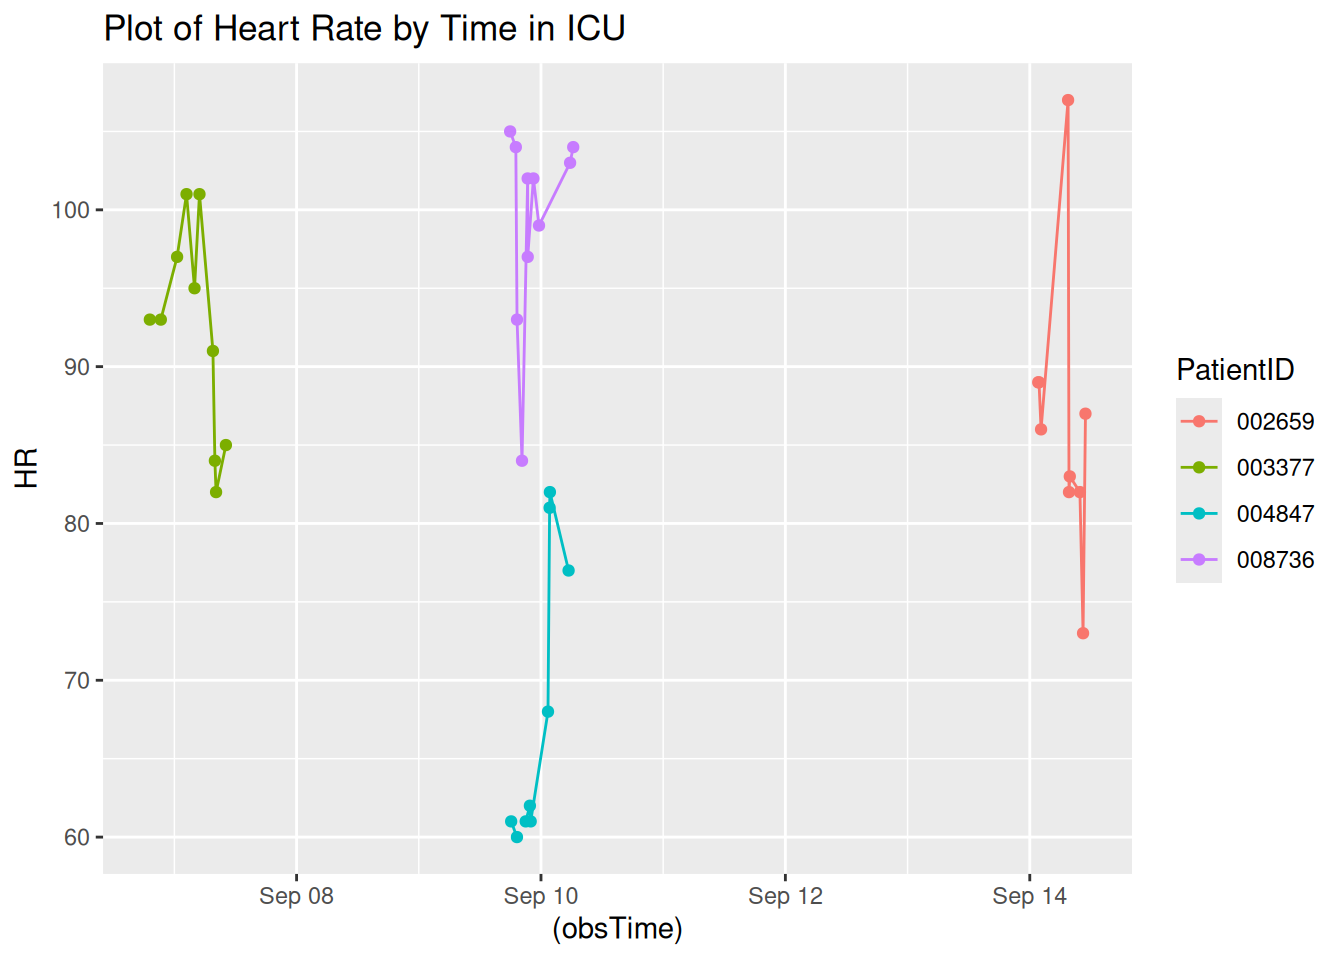 Plot of Heart Rate by Time in ICU
HR
100
90
80
70
60
Sep 08
Sep 10
Sep 12
Sep 14
(obsTime)
PatientID
002659
003377
004847
008736